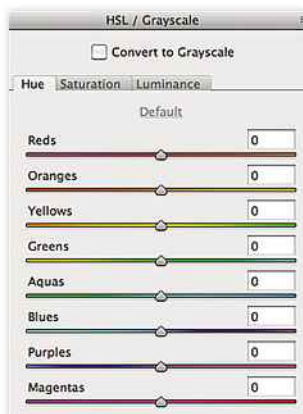 HSL / Grayscale
Convert to Grayscale
Hue Saturation Luminance
Default
Reds 0
Oranges 0
Yellows 0
Greens 0
Aquas 0
Blues 0
Purples 0
Magentas 0